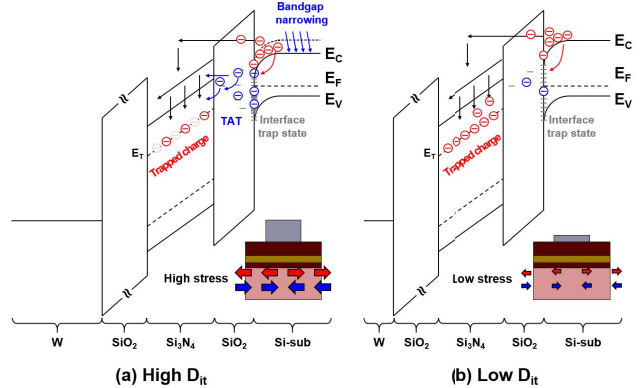 Bandgap
narrowing
E_C
E_F
E_V
TAT
Interface
trap state
E_T
Trapped charge
High stress
W
SiO₂
Si₃N₄
SiO₂
Si-sub
(a) High D_it
E_C
E_F
E_V
Interface
trap state
E_T
Trapped charge
Low stress
W
SiO₂
Si₃N₄
SiO₂
Si-sub
(b) Low D_it